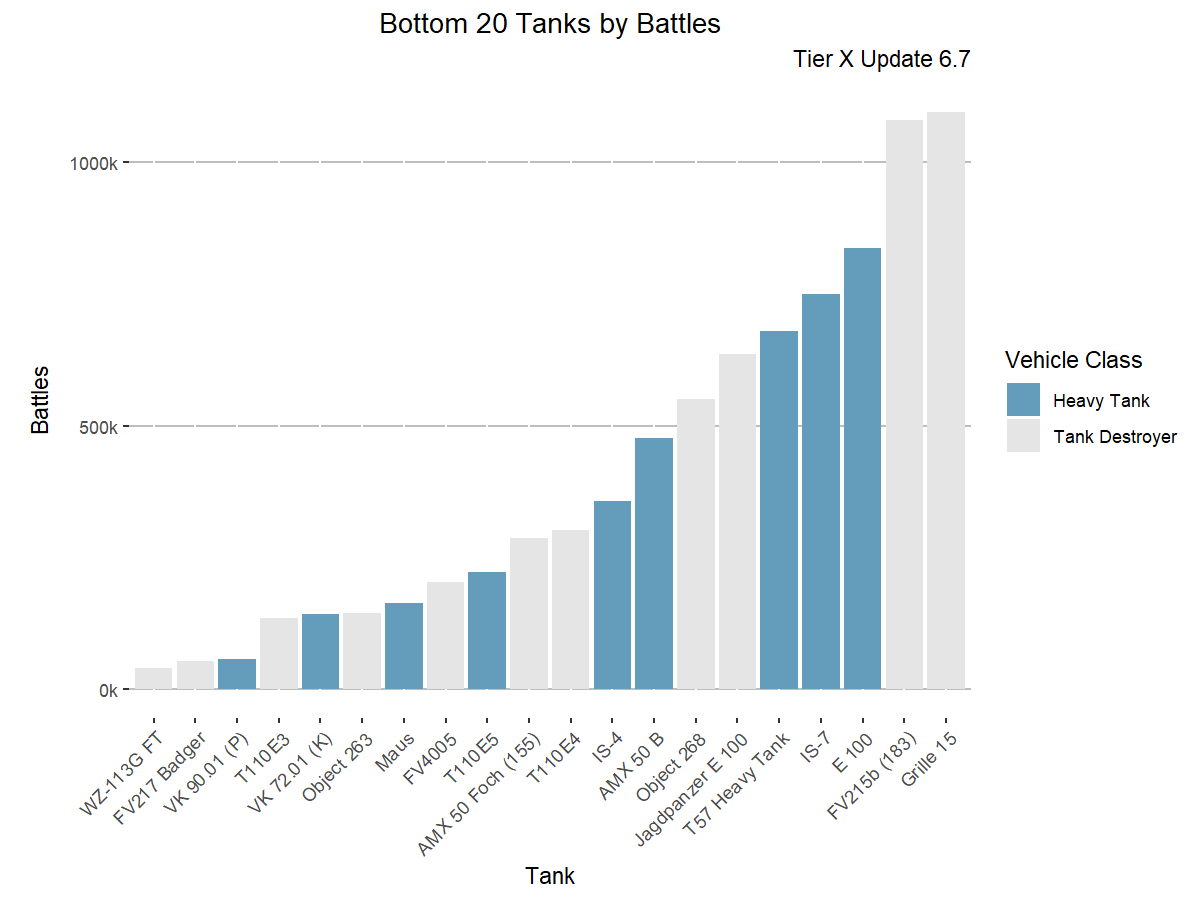 Bottom 20 Tanks by Battles
Tier X Update 6.7
1000k
500k
0k
Battles
WZ-113G FT
FV217 Badger
VK 90.01 (P)
T110E3
VK 72.01 (K)
Object 263
Maus
FV4005
T110E5
AMX 50 Foch (155)
T110E4
IS-4
AMX 50 B
Object 268
Jagdpanzer E 100
T57 Heavy Tank
IS-7
E 100
FV215b (183)
Grille 15
Tank
Vehicle Class
Heavy Tank
Tank Destroyer